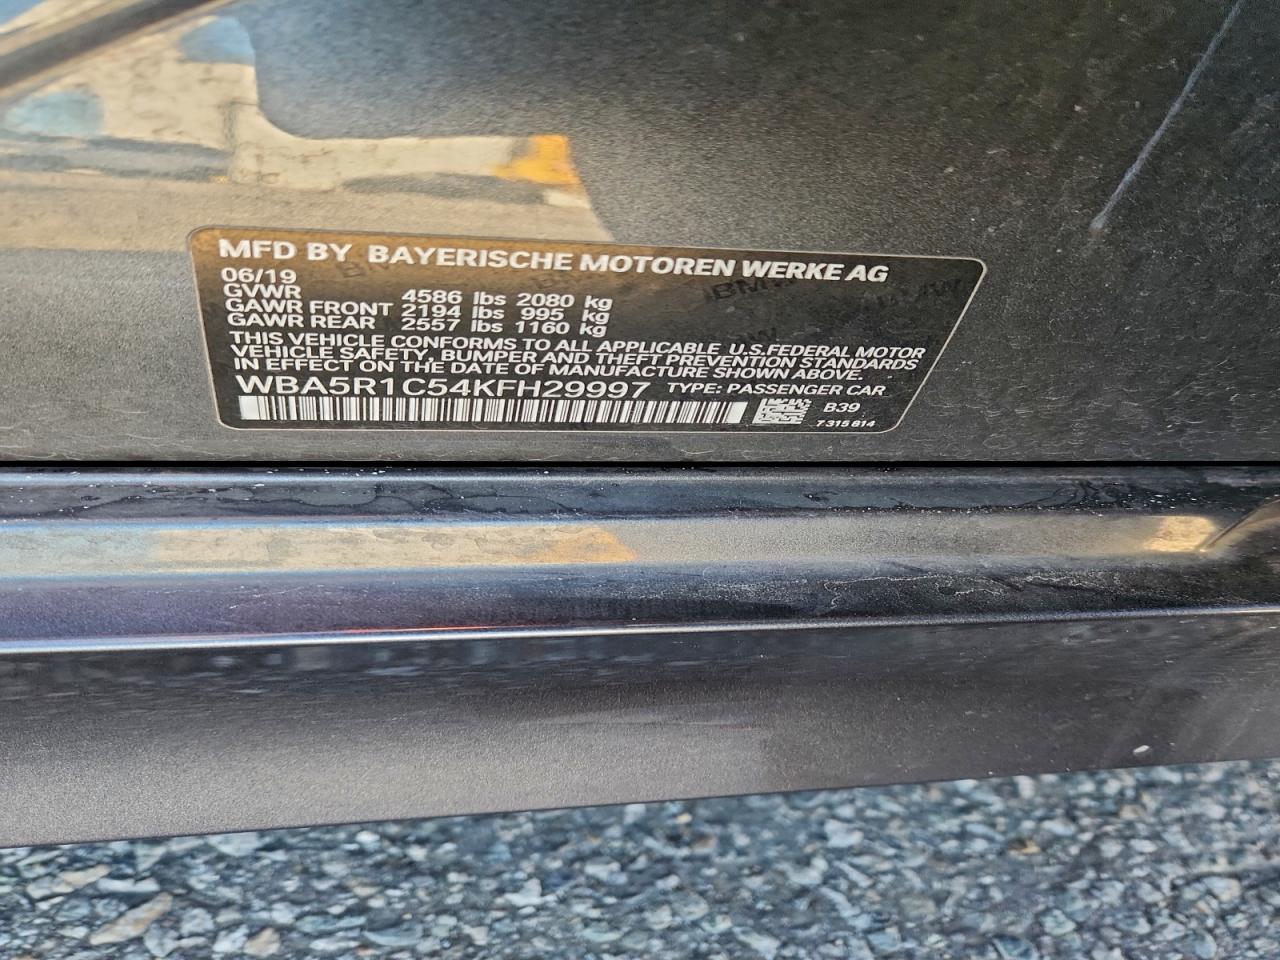 MFD BY BAYERISCHE MOTOREN WERKE AG
06/19
GVWR 4586 lbs 2080 kg
GAWR FRONT 2194 lbs 995 kg
GAWR REAR 2557 lbs 1160 kg
THIS VEHICLE CONFORMS TO ALL APPLICABLE U.S.FEDERAL MOTOR
VEHICLE SAFETY, BUMPER AND THEFT PREVENTION STANDARDS
IN EFFECT ON THE DATE OF MANUFACTURE SHOWN ABOVE.
WBA5R1C54KFH29997 TYPE: PASSENGER CAR
B39
7 315 814